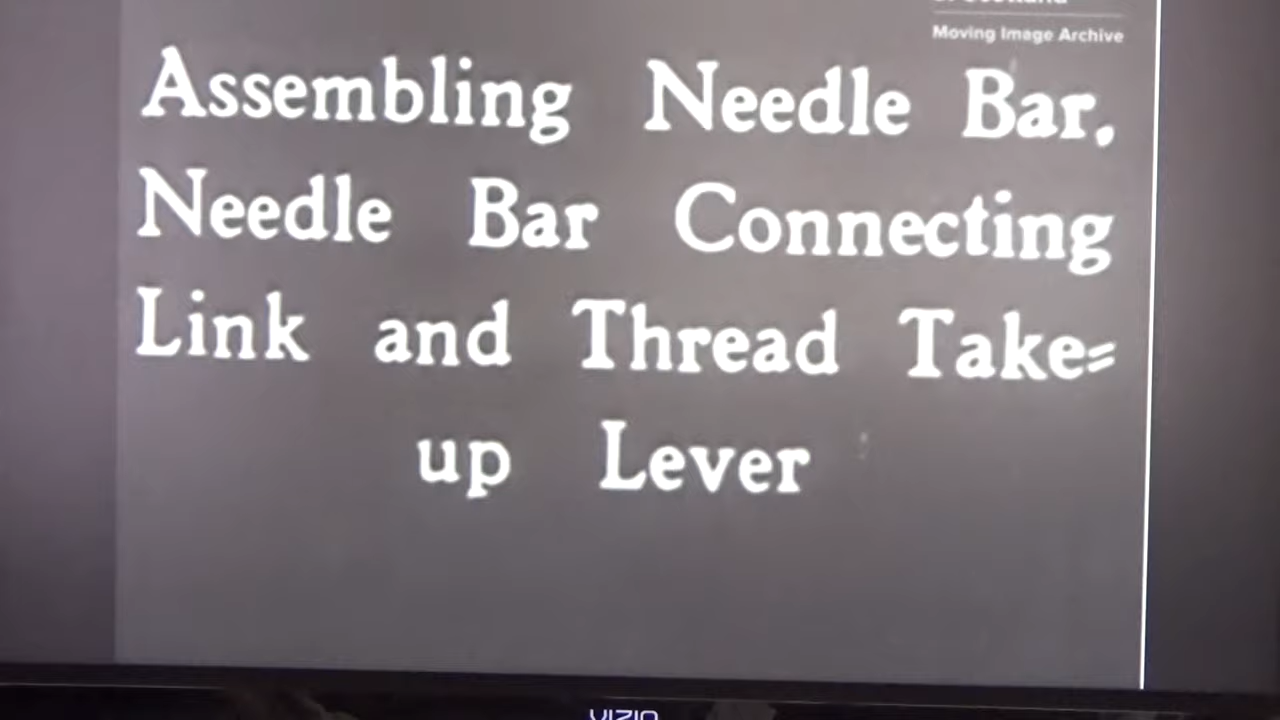 Moving Image Archive
Assembling Needle Bar,
Needle Bar Connecting
Link and Thread Take=
up Lever
VIZIO